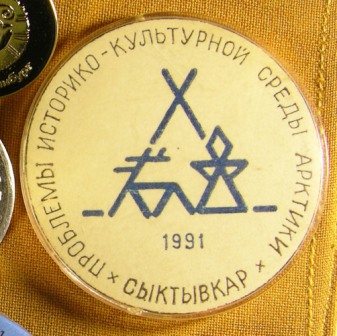 ПРОБЛЕМЫ ИСТОРИКО-КУЛЬТУРНОЙ СРЕДЫ АРКТИКИ
1991
× СЫКТЫВКАР ×